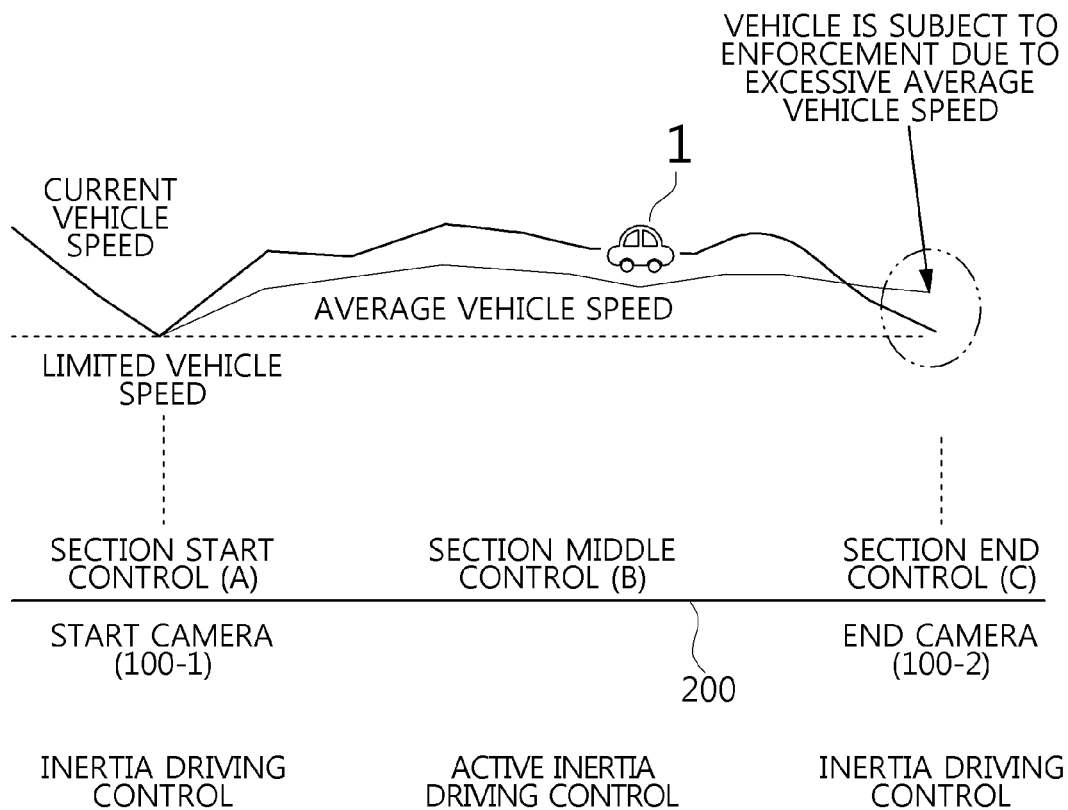 VEHICLE IS SUBJECT TO
ENFORCEMENT DUE TO
EXCESSIVE AVERAGE
VEHICLE SPEED
1
CURRENT
VEHICLE
SPEED
AVERAGE VEHICLE SPEED
LIMITED VEHICLE
SPEED
SECTION START
CONTROL (A)
SECTION MIDDLE
CONTROL (B)
SECTION END
CONTROL (C)
START CAMERA
(100-1)
END CAMERA
(100-2)
200
INERTIA DRIVING
CONTROL
ACTIVE INERTIA
DRIVING CONTROL
INERTIA DRIVING
CONTROL